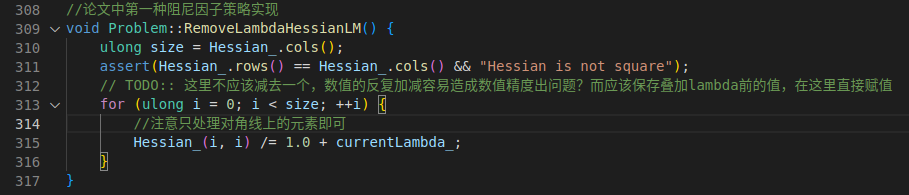 308 //论文中第一种阻尼因子策略实现
309 void Problem::RemoveLambdaHessianLM() {
310 ulong size = Hessian_.cols();
311 assert(Hessian_.rows() == Hessian_.cols() && "Hessian is not square");
312 // TODO:: 这里不应该减去一个，数值的反复加减容易造成数值精度出问题？而应该保存叠加lambda前的值，在这里直接赋值
313 for (ulong i = 0; i < size; ++i) {
314 //注意只处理对角线上的元素即可
315 Hessian_(i, i) /= 1.0 + currentLambda_;
316 }
317 }